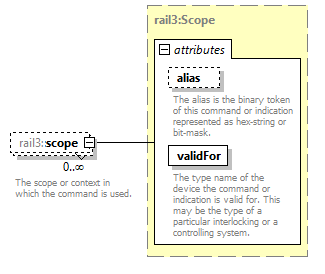 rail3:Scope
attributes
alias
The alias is the binary token
of this command or indication
represented as hex-string or
bit-mask.
rail3:scope
0..∞
The scope or context in
which the command is used.
validFor
The type name of the
device the command or
indication is valid for. This
may be the type of a
particular interlocking or a
controlling system.